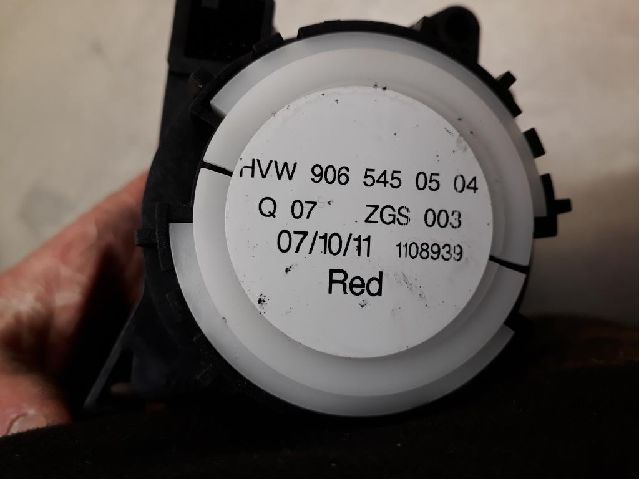 HVW 906 545 05 04
Q 07 ZGS 003
07/10/11 1108939
Red